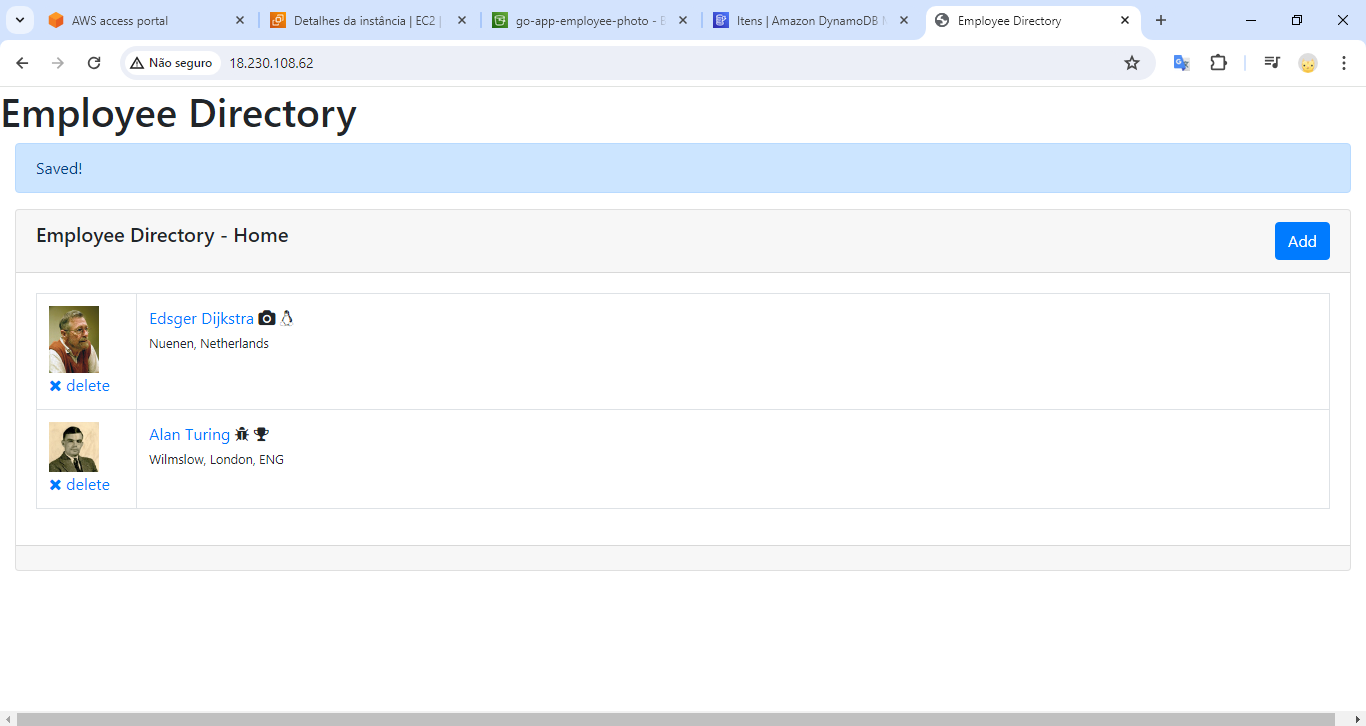 AWS access portal
Detalhes da instância | EC2 |
go-app-employee-photo - B
Itens | Amazon DynamoDB M
Employee Directory
Não seguro
18.230.108.62
Employee Directory
Saved!
Employee Directory - Home
Add
Edsger Dijkstra
Nuenen, Netherlands
delete
Alan Turing
Wilmslow, London, ENG
delete